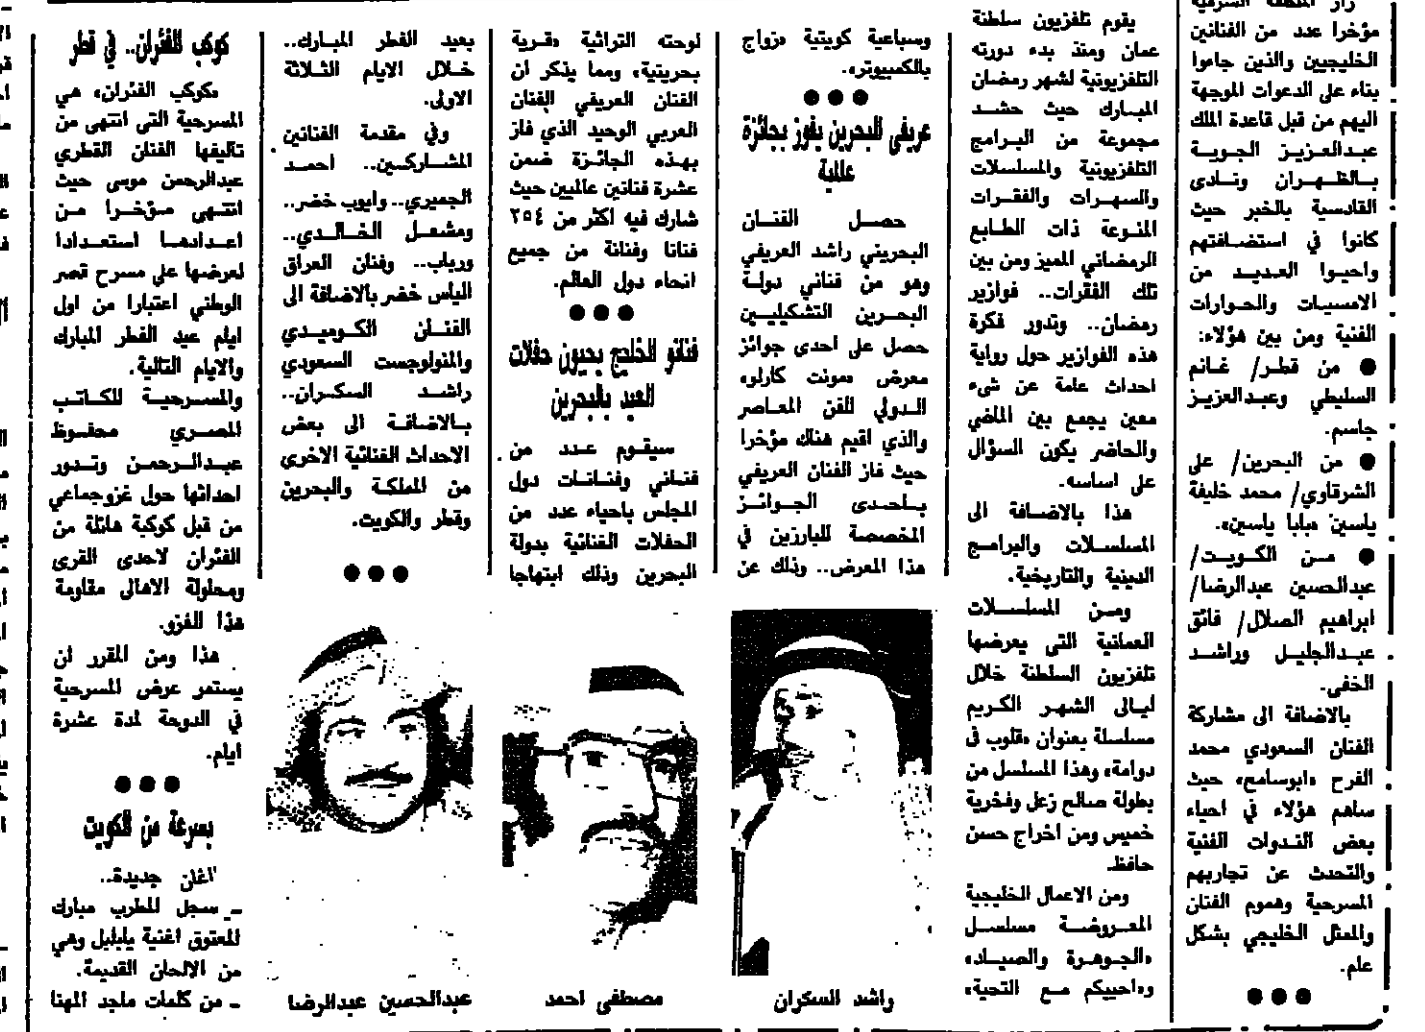 زار المنطقة الشرقية
مؤخرا عدد من الفنانين
الخليجيين والذين جاءوا
بناء على الدعوات الموجهة
اليهم من قبل قاعدة الملك
عبدالعزيز الجوية
بالظهران ونادى
القادسية بالخبر حيث
كانوا في استضافتهم
واحيوا العديد من
الامسيات والحوارات
الفنية ومن بين هؤلاء:
● من قطر/ غانم
السليطي وعبدالعزيز
جاسم.
● من البحرين/ على
الشرقاوي/ محمد خليفة
ياسين «بابا ياسين».
● من الكويت/
عبدالحسين عبدالرضا/
ابراهيم الصلال/ فائق
عبدالجليل وراشد
الخفى.
بالاضافة الى مشاركة
الفنان السعودي محمد
الفرح «ابوسامع» حيث
ساهم هؤلاء في احياء
بعض الندوات الفنية
والتحدث عن تجاربهم
المسرحية وهموم الفنان
والممثل الخليجي بشكل
عام.
●●●
يقوم تلفزيون سلطنة
عمان ومنذ بدء دورته
التلفزيونية لشهر رمضان
المبارك حيث حشد
مجموعة من البرامج
التلفزيونية والمسلسلات
والسهرات والفقرات
المنوعة ذات الطابع
الرمضاني المميز ومن بين
تلك الفقرات.. فوازير
رمضان.. وتدور فكرة
هذه الفوازير حول رواية
احداث عامة عن شيء
معين يجمع بين الماضي
والحاضر يكون السؤال
على اساسه.
هذا بالاضافة الى
المسلسلات والبرامج
الدينية والتاريخية.
ومن المسلسلات
العمانية التي يعرضها
تلفزيون السلطنة خلال
ليالى الشهر الكريم
مسلسلة بعنوان «قلوب في
دوامة» وهذا المسلسل من
بطولة صالح زعل وفخرية
خميس ومن اخراج حسن
حافظ.
ومن الاعمال الخليجية
المعروضة مسلسل
«الجوهرة والصياد»
و«احييكم مع التحية»
وسباعية كويتية «زواج
بالكمبيوتر».
●●●
عريفي البحرين يفوز بجائزة
عالمية
حصل الفنان
البحريني راشد العريفي
وهو من فناني دولة
البحرين التشكيليين
حصل على احدى جوائز
معرض «مونت كارلو»
الدولي للفن المعاصر
والذي اقيم هناك مؤخرا
حيث فاز الفنان العريفي
باحدى الجوائز
المخصصة للبارزين في
هذا المعرض.. وذلك عن
لوحته التراثية «قرية
بحرينية» ومما يذكر ان
الفنان العريفي الفنان
العربي الوحيد الذي فاز
بهذه الجائزة ضمن
عشرة فنانين عالميين حيث
شارك فيه اكثر من ٢٥٤
فنانا وفنانة من جميع
انحاء دول العالم.
●●●
فنانو الخليج يحيون حفلات
العيد بالبحرين
سيقوم عدد من
فناني وفنانات دول
المجلس باحياء عدد من
الحفلات الغنائية بدولة
البحرين وذلك ابتهاجا
بعيد الفطر المبارك..
خلال الايام الثلاثة
الاولى.
وفي مقدمة الفنانين
المشاركين.. احمد
الجميري.. وايوب خضر..
ومشعل الخالدي..
ورباب.. وفنان العراق
الياس خضر بالاضافة الى
الفنان الكوميدي
والمنولوجست السعودي
راشد السكران..
بالاضافة الى بعض
الاحداث الفنائية الاخرى
من المملكة والبحرين
وقطر والكويت.
●●●
كوكب الفئران.. في قطر
«كوكب الفئران» هي
المسرحية التي انتهى من
تاليفها الفنان القطري
عبدالرحمن موسى حيث
انتهى مؤخرا من
اعدادها استعدادا
لعرضها على مسرح قصر
الوطني اعتبارا من اول
ايام عيد الفطر المبارك
والايام التالية.
والمسرحية للكاتب
المصري محفوظ
عبدالرحمن وتدور
احداثها حول غزو جماعي
من قبل كوكبة هائلة من
الفئران لاحدى القرى
ومحاولة الاهالى مقاومة
هذا الغزو.
هذا ومن المقرر ان
يستمر عرض المسرحية
في الدوحة لمدة عشرة
ايام.
●●●
بسرعة من الكويت
اغان جديدة..
ـ سجل المطرب مبارك
المعتوق اغنية يابلبل وهي
من الالحان القديمة.
ـ من كلمات ماجد المهنا
راشد السكران
مصطفى احمد
عبدالحسين عبدالرضا